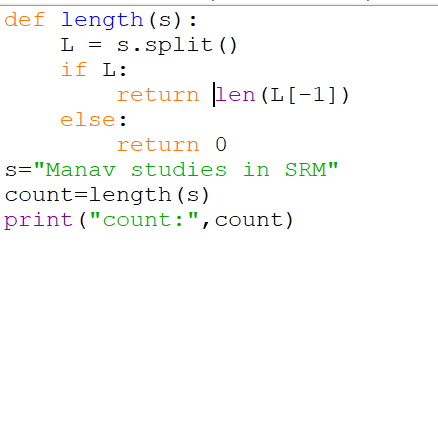 def length(s):
    L = s.split()
    if L:
        return len(L[-1])
    else:
        return 0
s="Manav studies in SRM"
count=length(s)
print("count:",count)